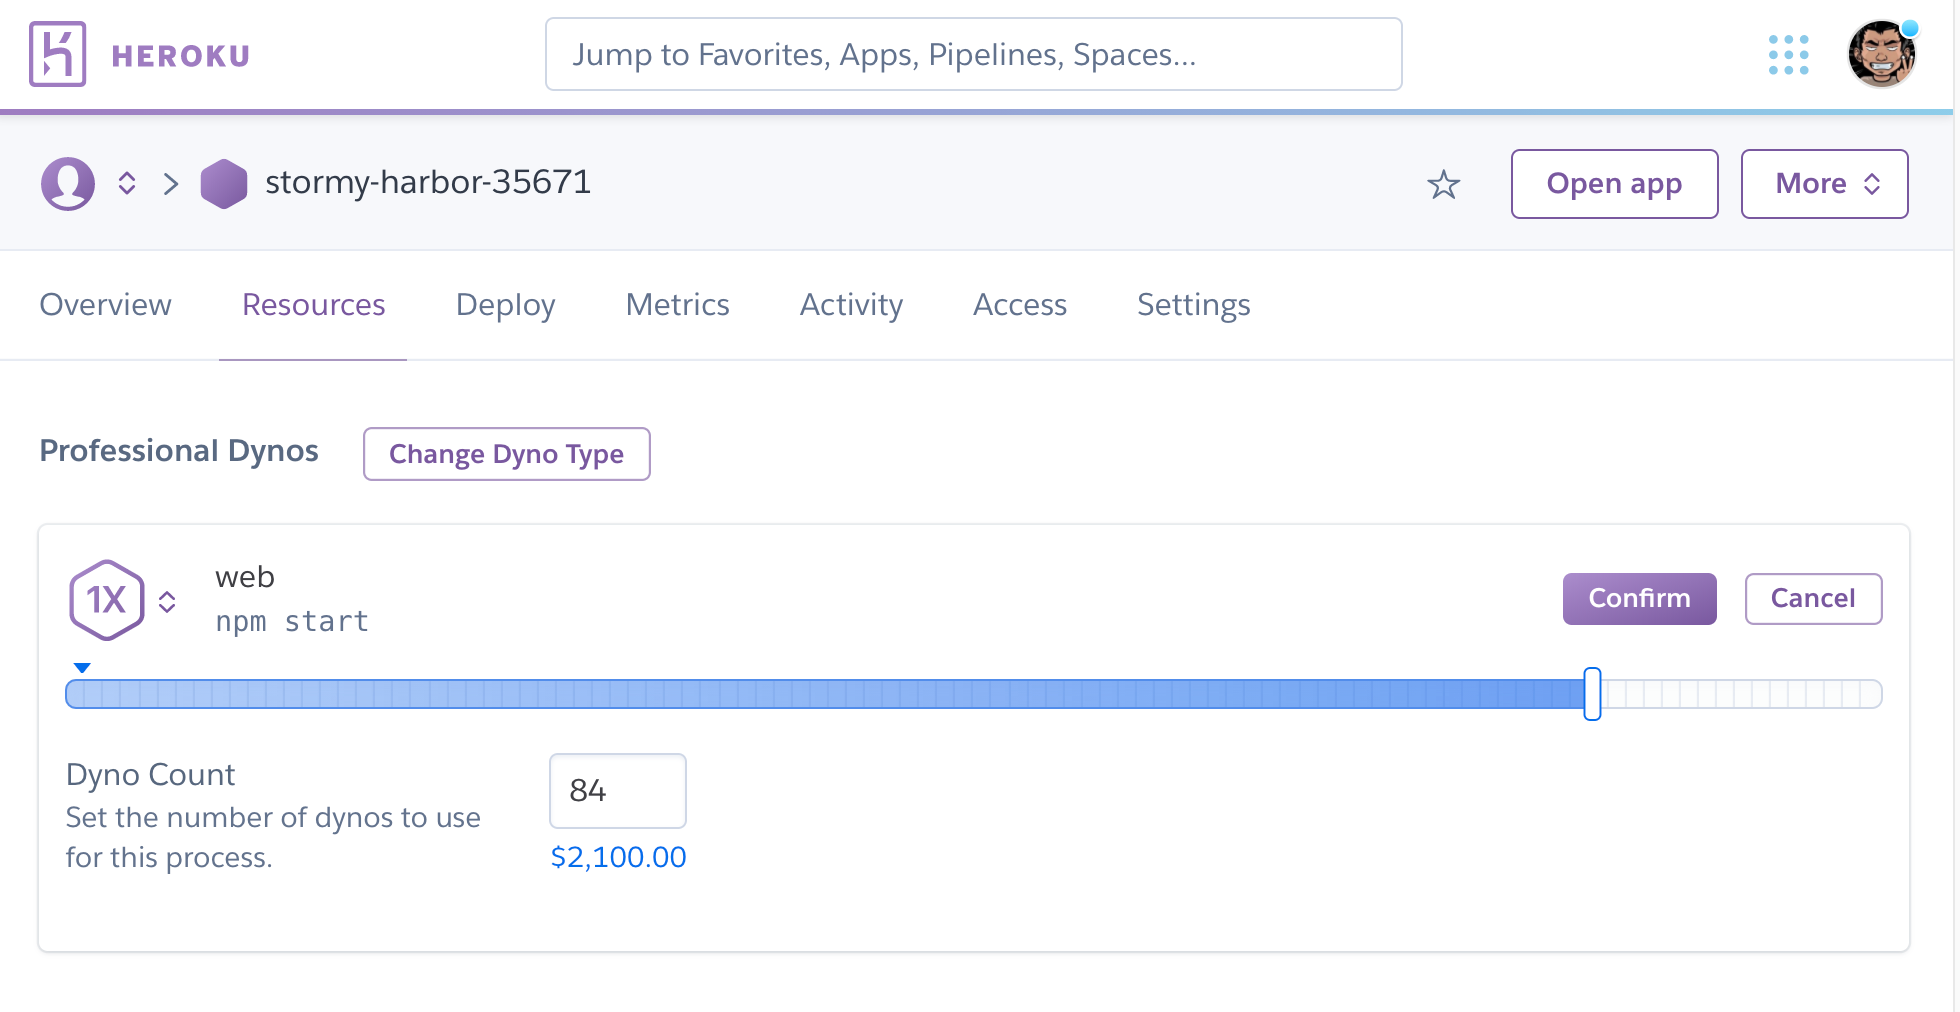 HEROKU
Jump to Favorites, Apps, Pipelines, Spaces...
stormy-harbor-35671
Open app
More
Overview
Resources
Deploy
Metrics
Activity
Access
Settings
Professional Dynos
Change Dyno Type
1X
web
npm start
Confirm
Cancel
Dyno Count
Set the number of dynos to use
for this process.
84
$2,100.00